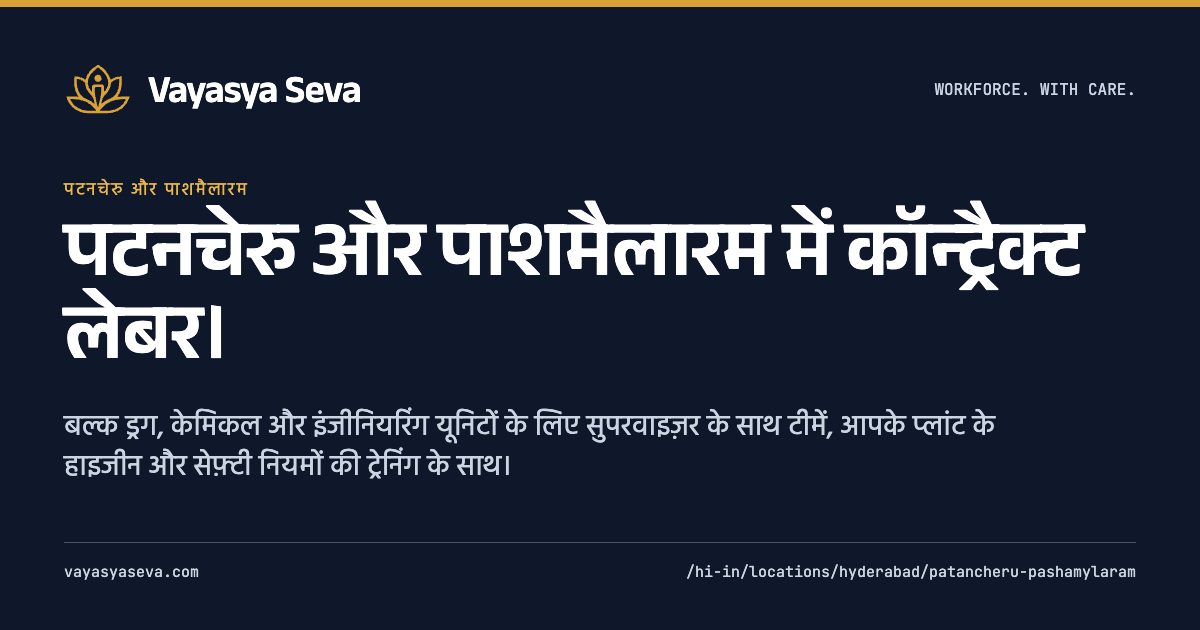 Vayasya Seva
WORKFORCE. WITH CARE.
पटनचेरु और पाशमैलारम
पटनचेरु और पाशमैलारम में कॉन्ट्रैक्ट
लेबर।
बल्क ड्रग, केमिकल और इंजीनियरिंग यूनिटों के लिए सुपरवाइज़र के साथ टीमें, आपके प्लांट के
हाइजीन और सेफ़्टी नियमों की ट्रेनिंग के साथ।
vayasyaseva.com
/hi-in/locations/hyderabad/patancheru-pashamylaram